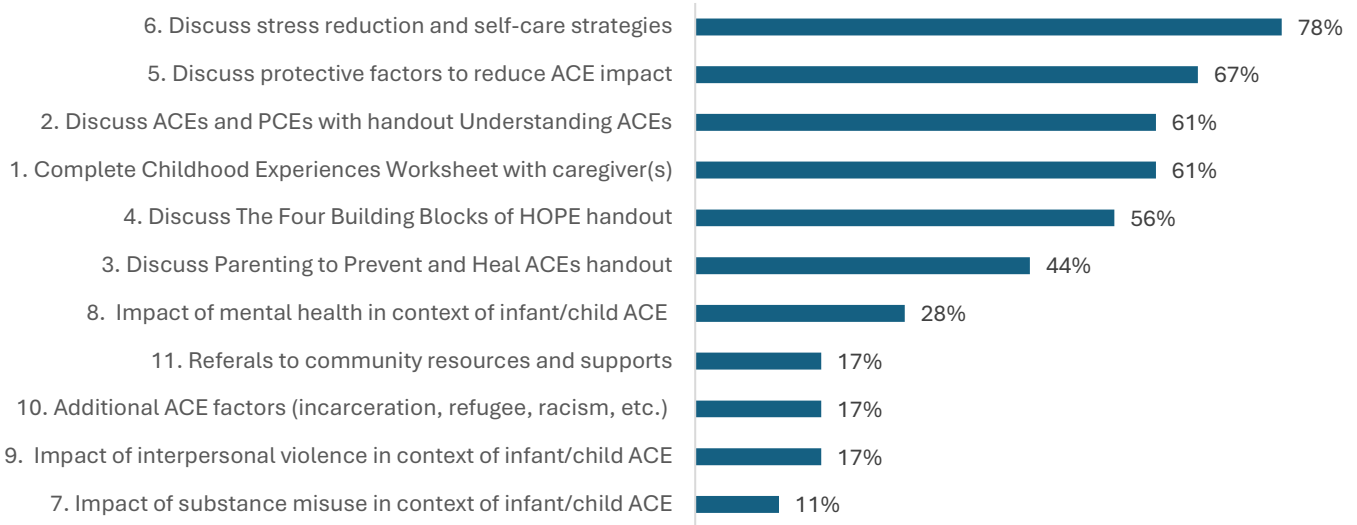 6. Discuss stress reduction and self-care strategies 78%
5. Discuss protective factors to reduce ACE impact 67%
2. Discuss ACEs and PCEs with handout Understanding ACEs 61%
1. Complete Childhood Experiences Worksheet with caregiver(s) 61%
4. Discuss The Four Building Blocks of HOPE handout 56%
3. Discuss Parenting to Prevent and Heal ACEs handout 44%
8. Impact of mental health in context of infant/child ACE 28%
11. Referals to community resources and supports 17%
10. Additional ACE factors (incarceration, refugee, racism, etc.) 17%
9. Impact of interpersonal violence in context of infant/child ACE 17%
7. Impact of substance misuse in context of infant/child ACE 11%